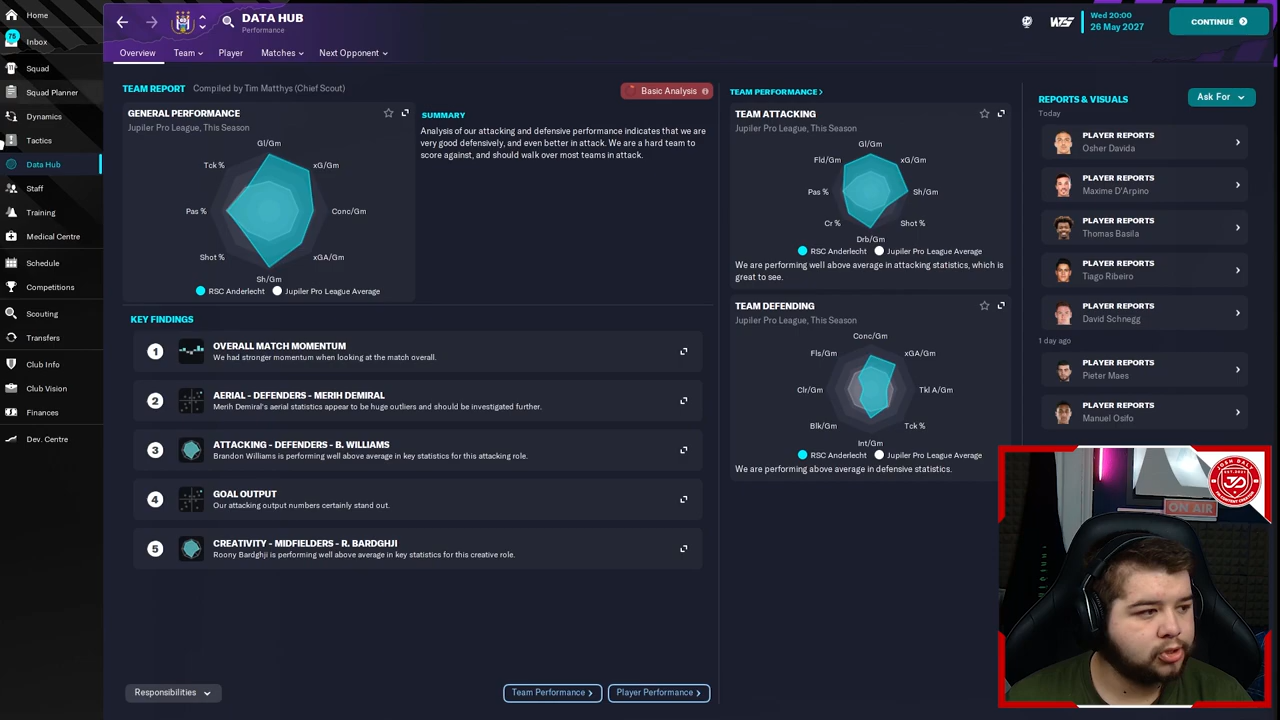 Home
75
Inbox
Squad
Squad Planner
Dynamics
Tactics
Data Hub
Staff
Training
Medical Centre
Schedule
Competitions
Scouting
Transfers
Club Info
Club Vision
Finances
Dev. Centre
DATA HUB
Performance
Wed 20:00
26 May 2027
CONTINUE
Overview
Team
Player
Matches
Next Opponent
TEAM REPORT
Compiled by Tim Matthys (Chief Scout)
Basic Analysis
GENERAL PERFORMANCE
Jupiler Pro League, This Season
Gl/Gm
Tck %
xG/Gm
Pas %
Conc/Gm
Shot %
xGA/Gm
Sh/Gm
RSC Anderlecht
Jupiler Pro League Average
SUMMARY
Analysis of our attacking and defensive performance indicates that we are
very good defensively, and even better in attack. We are a hard team to
score against, and should walk over most teams in attack.
KEY FINDINGS
1
OVERALL MATCH MOMENTUM
We had stronger momentum when looking at the match overall.
2
AERIAL - DEFENDERS - MERIH DEMIRAL
Merih Demiral's aerial statistics appear to be huge outliers and should be investigated further.
3
ATTACKING - DEFENDERS - B. WILLIAMS
Brandon Williams is performing well above average in key statistics for this attacking role.
4
GOAL OUTPUT
Our attacking output numbers certainly stand out.
5
CREATIVITY - MIDFIELDERS - R. BARDGHJI
Roony Bardghji is performing well above average in key statistics for this creative role.
Responsibilities
Team Performance
Player Performance
TEAM PERFORMANCE
TEAM ATTACKING
Jupiler Pro League, This Season
Gl/Gm
Fld/Gm
xG/Gm
Pas %
Sh/Gm
Cr %
Shot %
Drb/Gm
RSC Anderlecht
Jupiler Pro League Average
We are performing well above average in attacking statistics, which is
great to see.
TEAM DEFENDING
Jupiler Pro League, This Season
Conc/Gm
Fls/Gm
xGA/Gm
Clr/Gm
Tkl A/Gm
Blk/Gm
Tck %
Int/Gm
RSC Anderlecht
Jupiler Pro League Average
We are performing above average in defensive statistics.
REPORTS & VISUALS
Ask For
Today
PLAYER REPORTS
Osher Davida
PLAYER REPORTS
Maxime D'Arpino
PLAYER REPORTS
Thomas Basila
PLAYER REPORTS
Tiago Ribeiro
PLAYER REPORTS
David Schnegg
1 day ago
PLAYER REPORTS
Pieter Maes
PLAYER REPORTS
Manuel Osifo
ON AIR